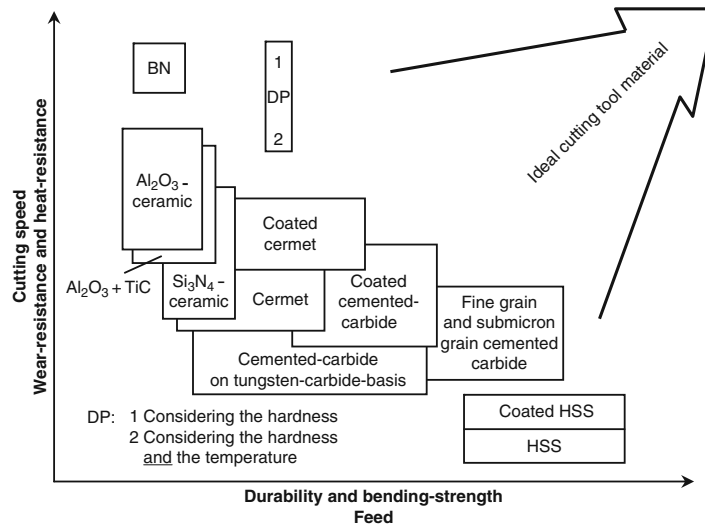 Cutting speed
Wear-resistance and heat-resistance
BN
1
DP
2
Ideal cutting tool material
Al₂O₃ -
ceramic
Al₂O₃ + TiC
Si₃N₄ -
ceramic
Coated
cermet
Cermet
Coated
cemented-
carbide
Fine grain
and submicron
grain cemented
carbide
Cemented-carbide
on tungsten-carbide-basis
DP: 1 Considering the hardness
2 Considering the hardness
and the temperature
Coated HSS
HSS
Durability and bending-strength
Feed